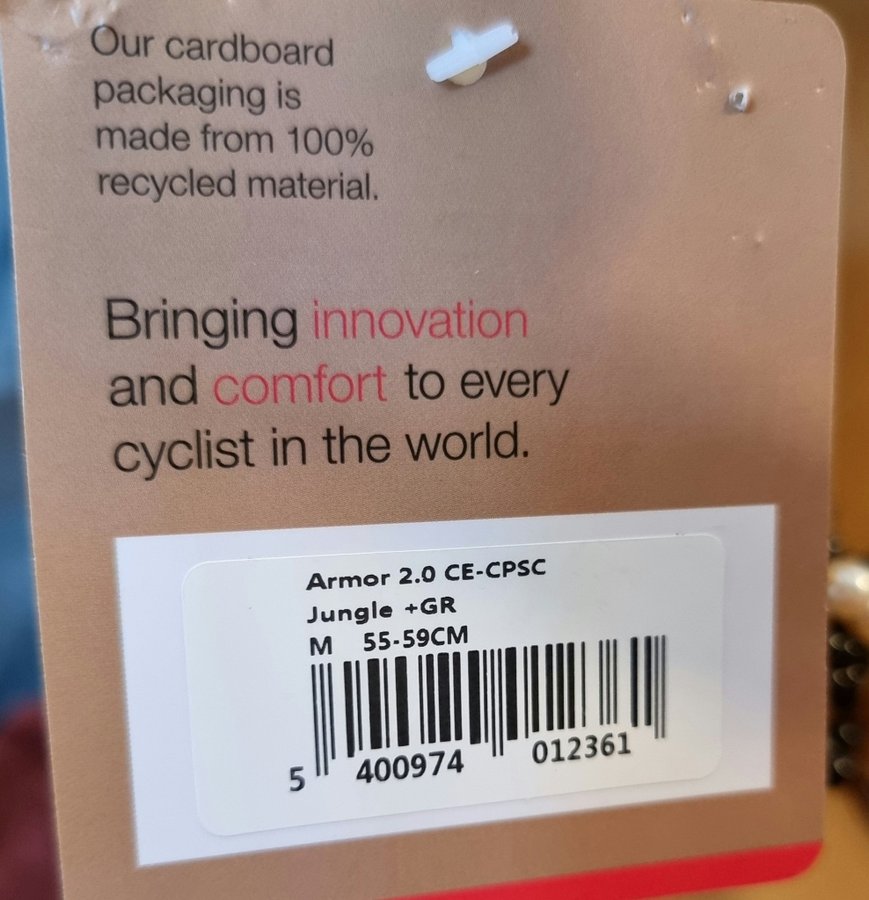 Our cardboard
packaging is
made from 100%
recycled material.
Bringing innovation
and comfort to every
cyclist in the world.
Armor 2.0 CE-CPSC
Jungle +GR
M 55-59CM
5 400974 012361